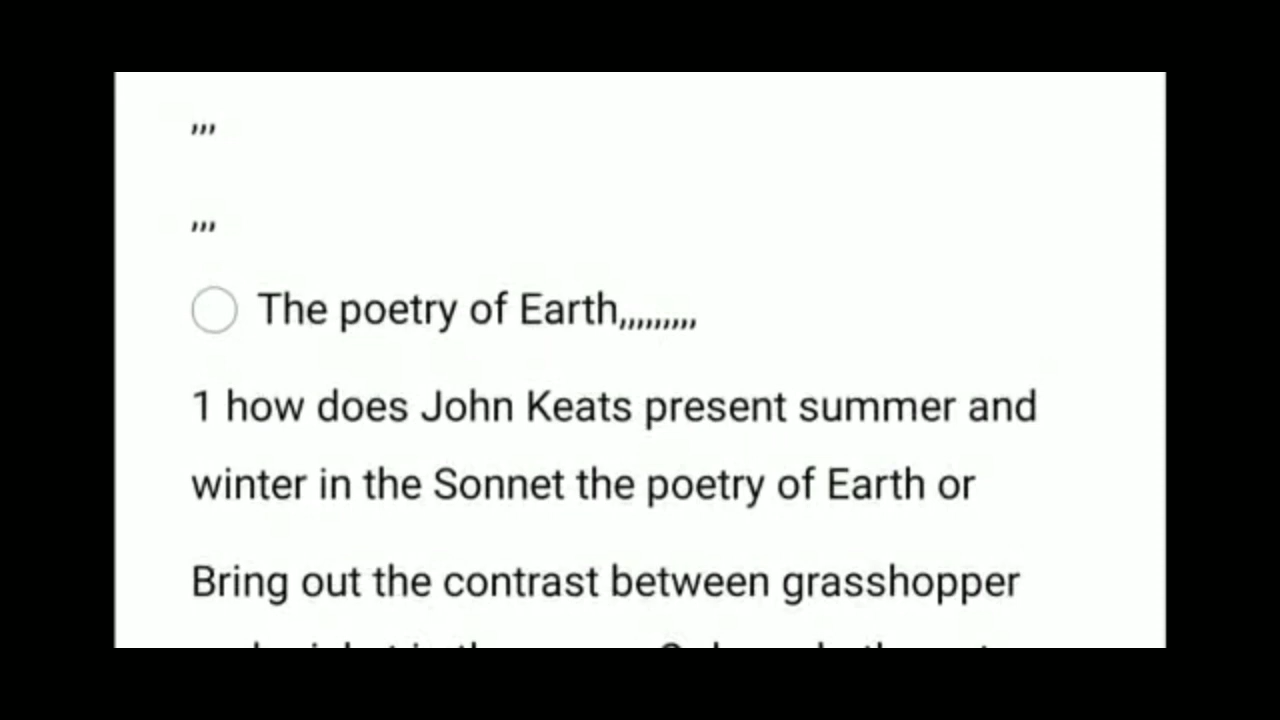 ,,,
,,,
The poetry of Earth,,,,,,,,,
1 how does John Keats present summer and
winter in the Sonnet the poetry of Earth or
Bring out the contrast between grasshopper